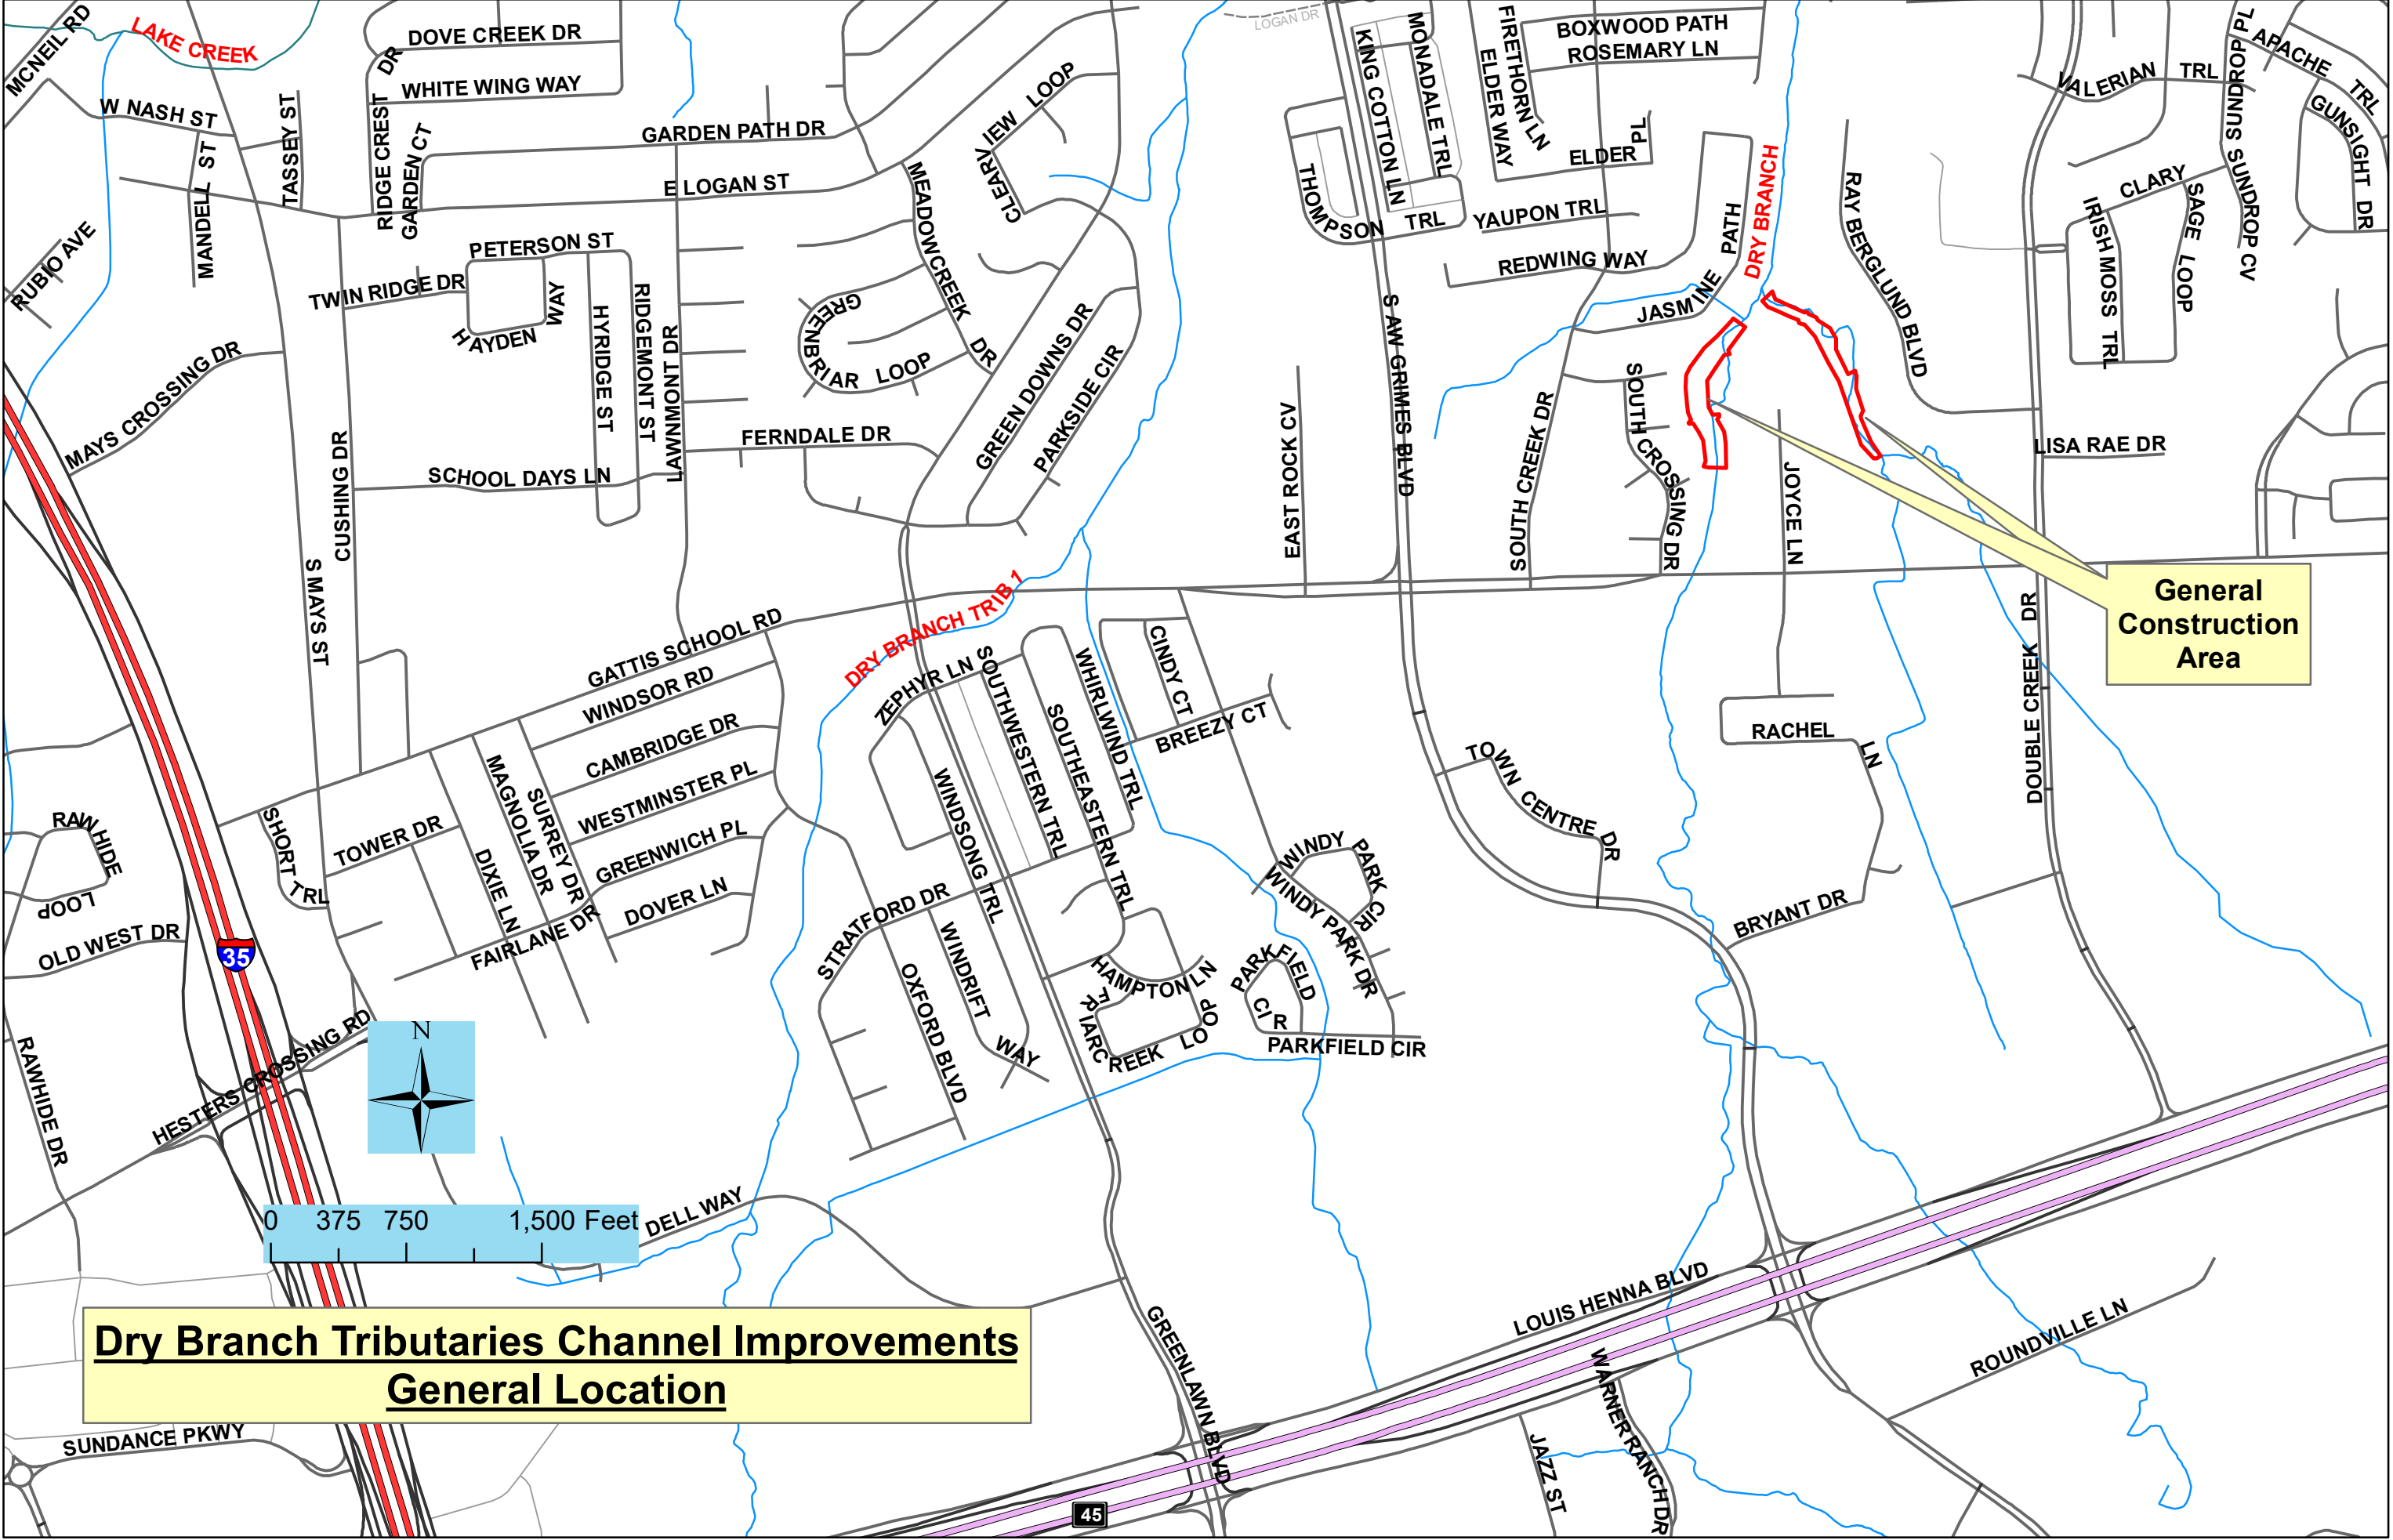 MCNEIL RD
LAKE CREEK
DOVE CREEK DR
WHITE WING WAY
W NASH ST
TASSEY ST
MANDELL ST
RIDGE CREST DR
GARDEN CT
GARDEN PATH DR
E LOGAN ST
CLEARVIEW LOOP
MEADOWCREEK DR
LOGAN DR
KING COTTON LN
MONADALE TRL
FIRETHORN LN
ELDER WAY
BOXWOOD PATH
ROSEMARY LN
ELDER PL
THOMPSON TRL
YAUPON TRL
REDWING WAY
JASMINE PATH
DRY BRANCH
RAY BERGLUND BLVD
VALERIAN TRL
SUNDROP PL
APACHE TRL
GUNSIGHT DR
CLARY SAGE LOOP
SUNDROP CV
IRISH MOSS TRL
RUBIO AVE
PETERSON ST
TWIN RIDGE DR
HAYDEN WAY
HYRIDGE ST
RIDGEMONT ST
LAWNMONT DR
GREENBRIAR LOOP
GREEN DOWNS DR
PARKSIDE CIR
S AW GRIMES BLVD
MAYS CROSSING DR
CUSHING DR
SCHOOL DAYS LN
FERNDALE DR
EAST ROCK CV
SOUTH CREEK DR
SOUTH CROSSING DR
JOYCE LN
LISA RAE DR
S MAYS ST
General
Construction
Area
GATTIS SCHOOL RD
DRY BRANCH TRIB 1
WINDSOR RD
CAMBRIDGE DR
WESTMINSTER PL
GREENWICH PL
DOVER LN
ZEPHYR LN
SOUTHWESTERN TRL
SOUTHEASTERN TRL
WHIRLWIND TRL
CINDY CT
BREEZY CT
TOWN CENTRE DR
RACHEL LN
DOUBLE CREEK DR
RAWHIDE LOOP
SHORT TRL
TOWER DR
DIXIE LN
MAGNOLIA DR
SURREY DR
FAIRLANE DR
STRATFORD DR
WINDSONG TRL
WINDRIFT WAY
OXFORD BLVD
HAMPTON LN
FRIARCREEK LOOP
WINDY PARK CIR
WINDY PARK DR
PARKFIELD CIR
PARKFIELD CIR
BRYANT DR
OLD WEST DR
35
HESTERS CROSSING RD
RAWHIDE DR
N
0 375 750 1,500 Feet
DELL WAY
Dry Branch Tributaries Channel Improvements
General Location
SUNDANCE PKWY
GREENLAWN BLVD
LOUIS HENNA BLVD
WARNER RANCH DR
JAZZ ST
ROUNDVILLE LN
45